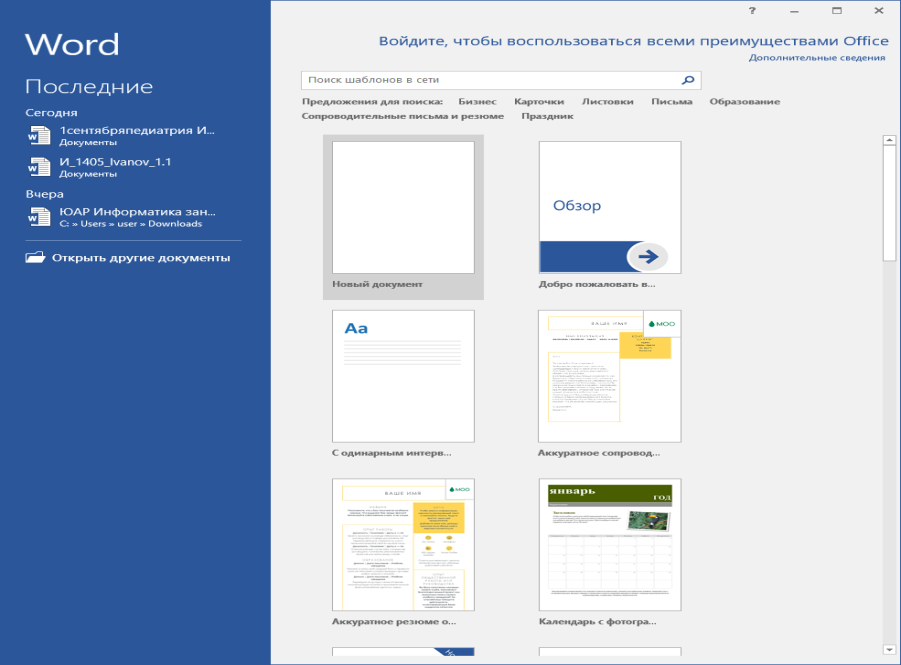 Word
Последние
Сегодня
1сентябряпедиатрия И...
Документы
И_1405_Ivanov_1.1
Документы
Вчера
ЮАР Информатика зан...
C: » Users » user » Downloads
Открыть другие документы
?
Войдите, чтобы воспользоваться всеми преимуществами Office
Дополнительные сведения
Поиск шаблонов в сети
Предложения для поиска: Бизнес Карточки Листовки Письма Образование
Сопроводительные письма и резюме Праздник
Новый документ
Обзор
Добро пожаловать в...
Aa
С одинарным интерв...
ВАШЕ ИМЯ
MOO
Аккуратное сопровод...
ВАШЕ ИМЯ
MOO
Аккуратное резюме о...
январь
год
Календарь с фотогра...